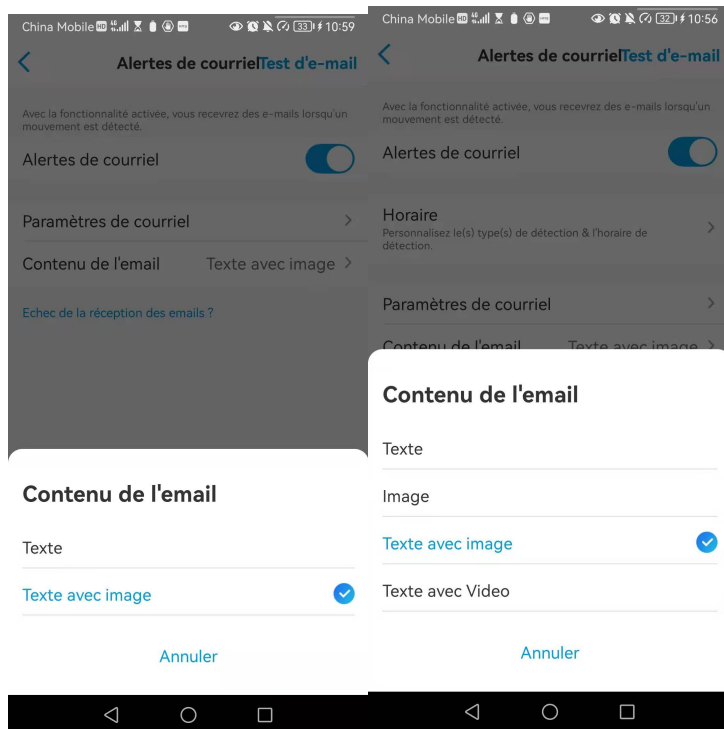 China Mobile HD 10:59
Alertes de courriel Test d'e-mail
Avec la fonctionnalité activée, vous recevrez des e-mails lorsqu'un
mouvement est détecté.
Alertes de courriel
Paramètres de courriel
Contenu de l'email Texte avec image
Echec de la réception des emails ?
Contenu de l'email
Texte
Texte avec image
Annuler
China Mobile HD 32 10:56
Alertes de courriel Test d'e-mail
Avec la fonctionnalité activée, vous recevrez des e-mails lorsqu'un
mouvement est détecté.
Alertes de courriel
Horaire
Personnalisez le(s) type(s) de détection & l'horaire de
détection.
Paramètres de courriel
Contenu de l'email Texte avec image
Contenu de l'email
Texte
Image
Texte avec image
Texte avec Video
Annuler